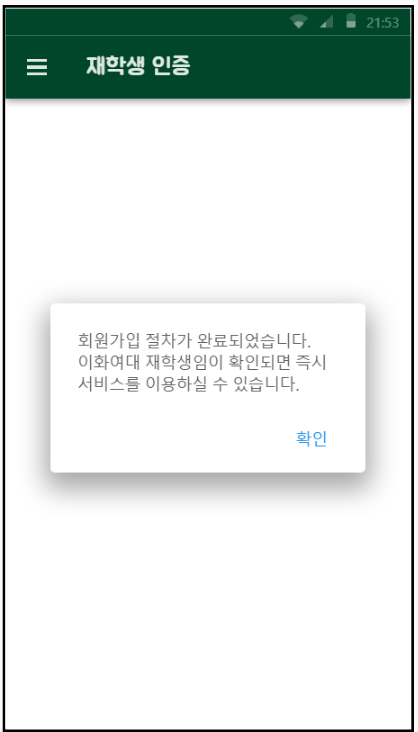 21:53
재학생 인증
회원가입 절차가 완료되었습니다.
이화여대 재학생임이 확인되면 즉시
서비스를 이용하실 수 있습니다.
확인